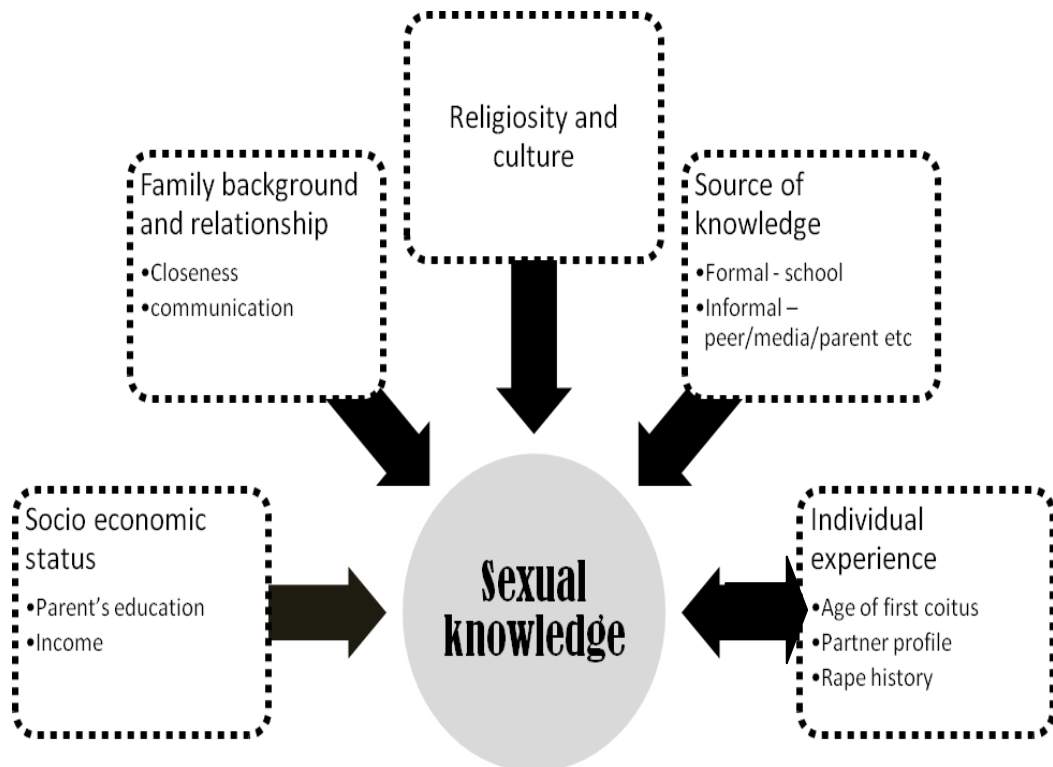 Religiosity and
culture
Family background
and relationship
•Closeness
•communication
Source of
knowledge
•Formal - school
•Informal –
peer/media/parent etc
Socio economic
status
•Parent's education
•Income
Sexual
knowledge
Individual
experience
•Age of first coitus
•Partner profile
•Rape history